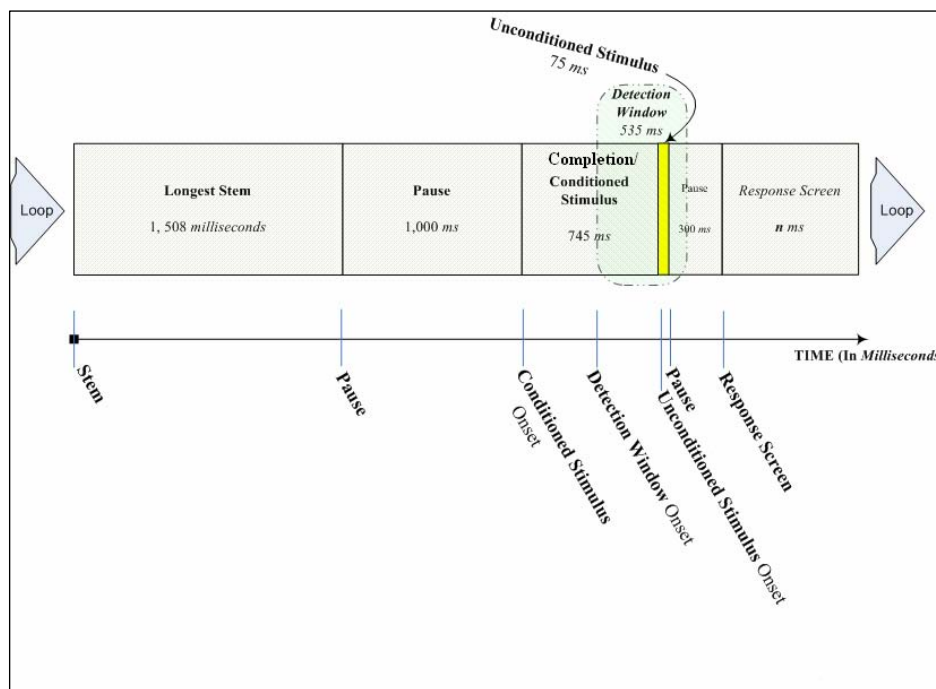 Unconditioned Stimulus
75 ms
Detection
Window
535 ms
Loop
Longest Stem
1, 508 milliseconds
Pause
1,000 ms
Completion/
Conditioned
Stimulus
745 ms
Pause
300 ms
Response Screen
n ms
Loop
TIME (In Milliseconds
Stem
Pause
Conditioned Stimulus
Onset
Detection Window Onset
Unconditioned Stimulus Onset
Pause
Response Screen